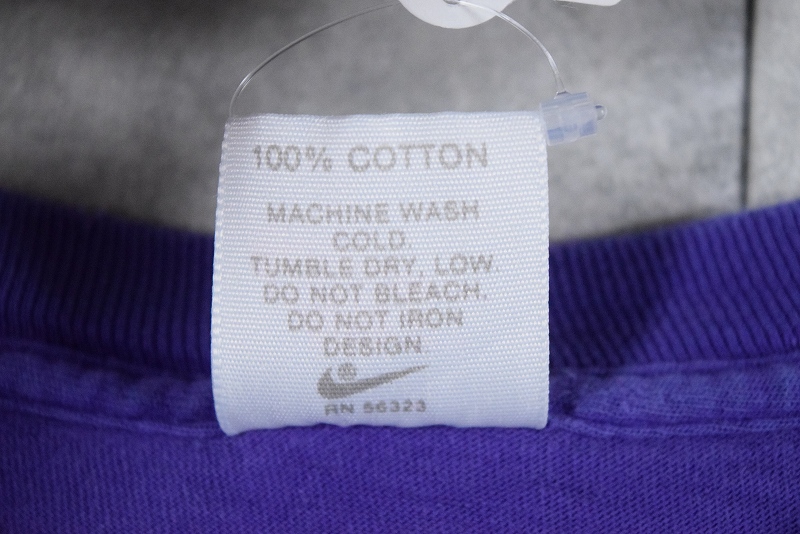 100% COTTON
MACHINE WASH
COLD.
TUMBLE DRY, LOW.
DO NOT BLEACH.
DO NOT IRON
DESIGN.
RN 56323